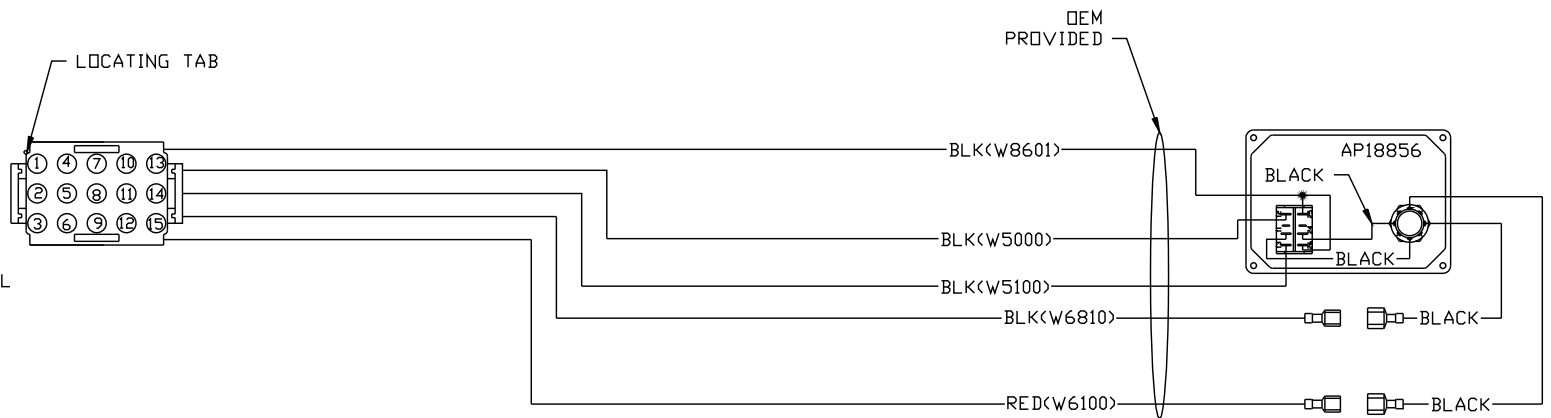 OEM
PROVIDED
LOCATING TAB
BLK(W8601)
AP18856
BLACK
1 4 7 10 13
2 5 8 11 14
3 6 9 12 15
BLK(W5000)
BLACK
L
BLK(W5100)
BLK(W6810)
BLACK
RED(W6100)
BLACK